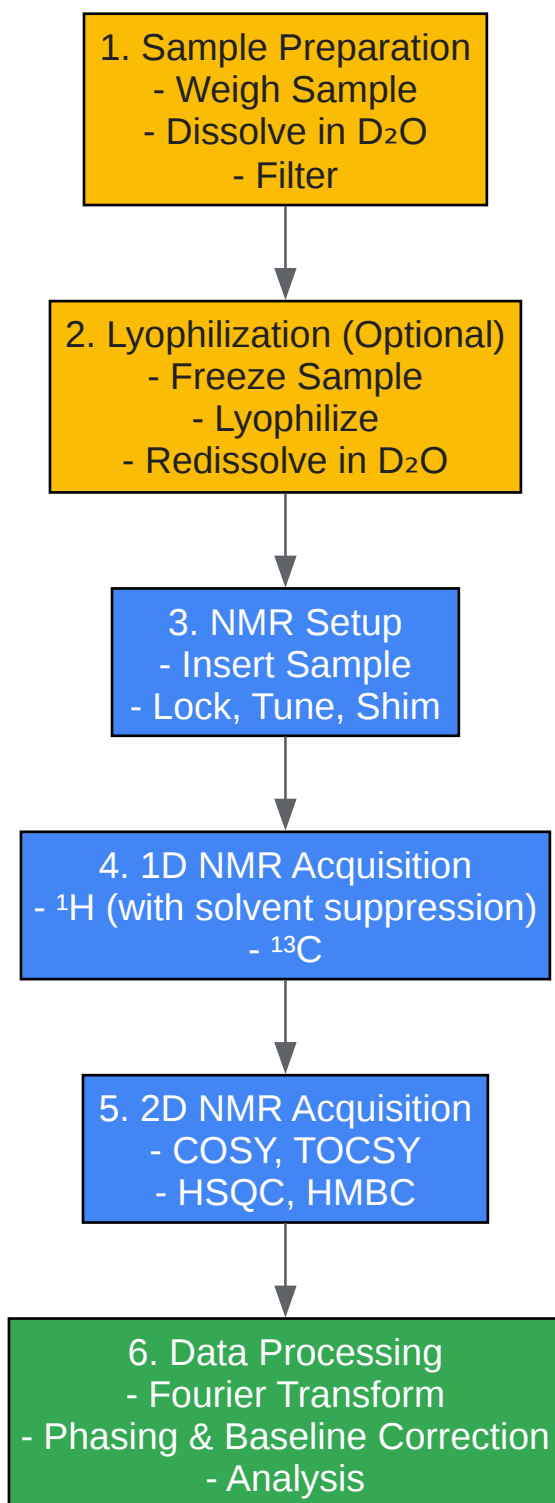 1. Sample Preparation
- Weigh Sample
- Dissolve in D₂O
- Filter
2. Lyophilization (Optional)
- Freeze Sample
- Lyophilize
- Redissolve in D₂O
3. NMR Setup
- Insert Sample
- Lock, Tune, Shim
4. 1D NMR Acquisition
- ¹H (with solvent suppression)
- ¹³C
5. 2D NMR Acquisition
- COSY, TOCSY
- HSQC, HMBC
6. Data Processing
- Fourier Transform
- Phasing & Baseline Correction
- Analysis